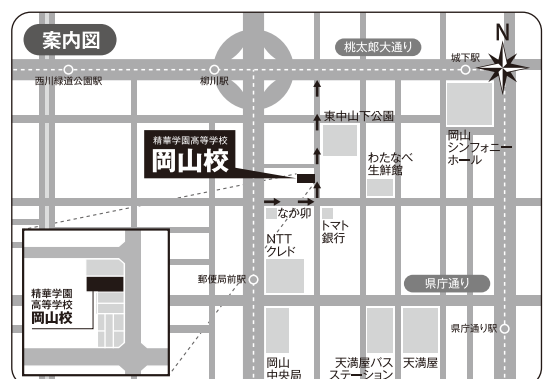 案内図
桃太郎大通り
N
城下駅
西川緑道公園駅
柳川駅
東中山下公園
岡山
シンフォニー
ホール
精華学園高等学校
岡山校
わたなべ
生鮮館
なか卯
トマト
銀行
NTT
クレド
精華学園
高等学校
岡山校
郵便局前駅
県庁通り
県庁通り駅
岡山
中央局
天満屋バス
ステーション
天満屋